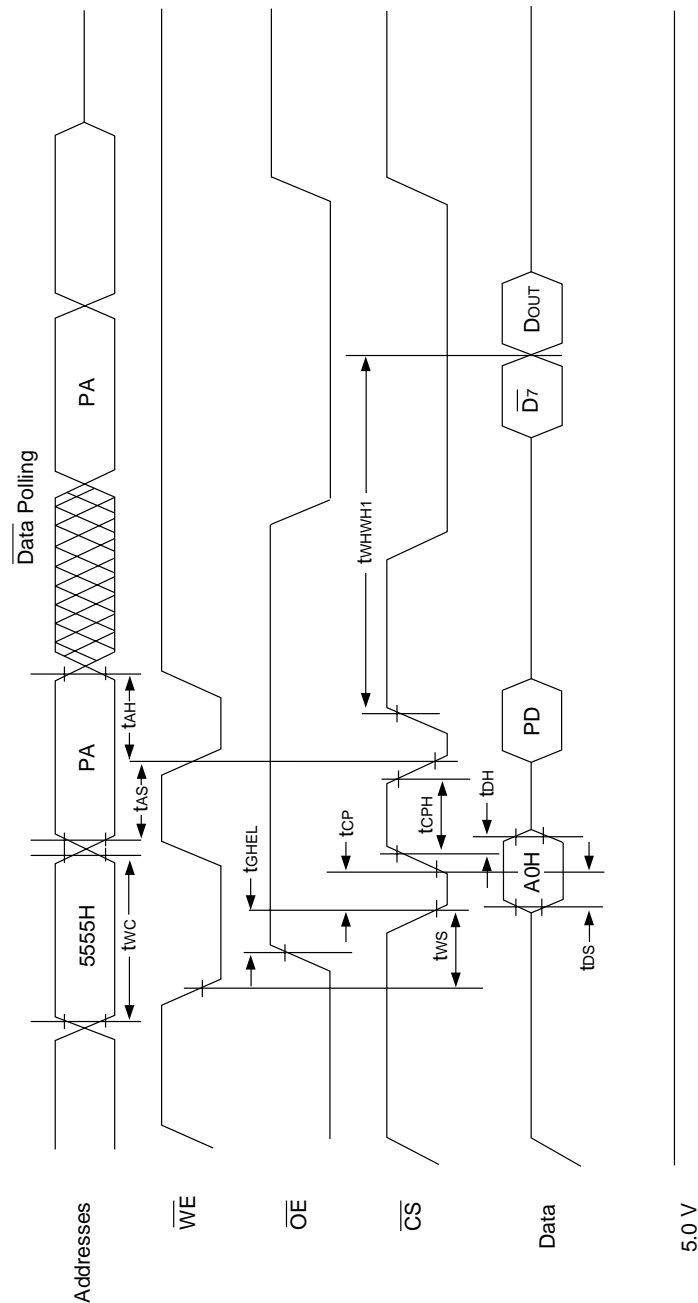 Data Polling
Addresses
5555H
PA
PA
tWC
tAS
tAH
WE
tGHEL
OE
tCP
tWHWH1
CS
tWS
tCPH
tDH
Data
A0H
PD
D7
DOUT
tDS
5.0 V